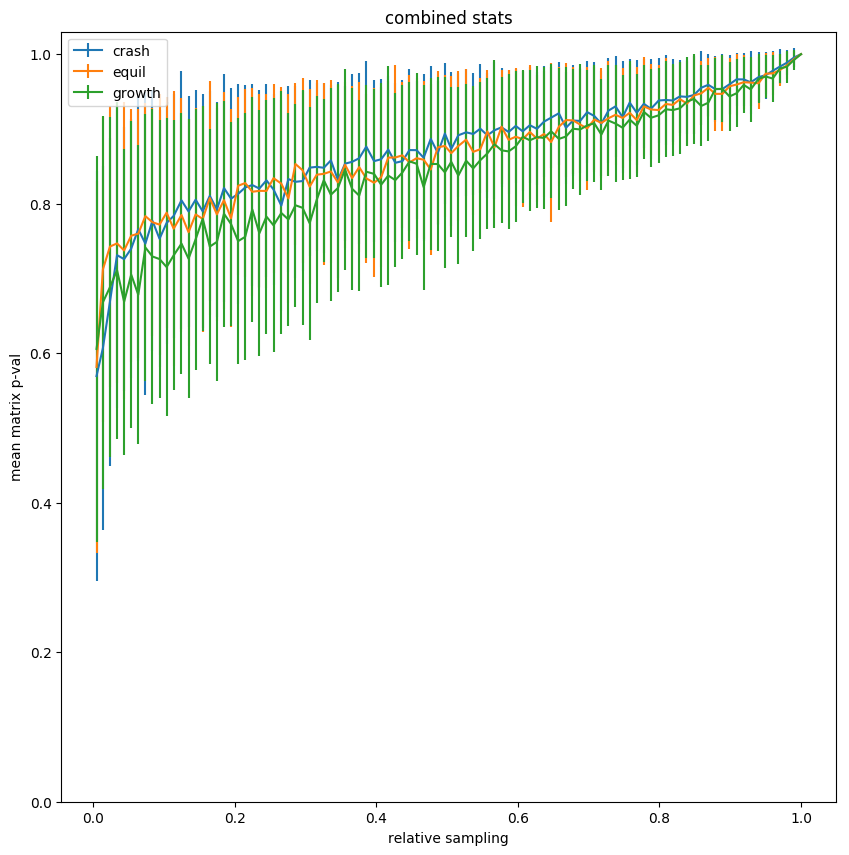 combined stats
crash
equil
growth
mean matrix p-val
1.0
0.8
0.6
0.4
0.2
0.0
0.0 0.2 0.4 0.6 0.8 1.0
relative sampling